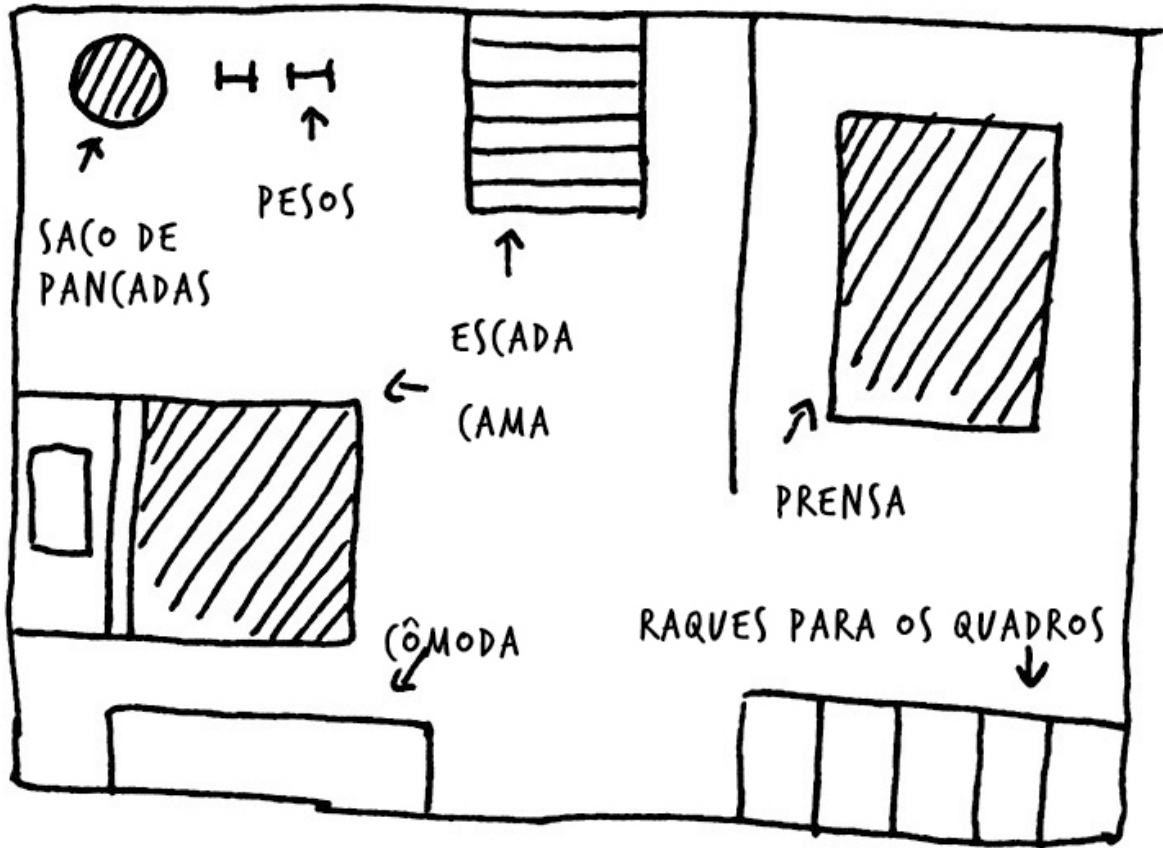 PESOS
SACO DE
PANCADAS
ESCADA
CAMA
PRENSA
CÔMODA
RAQUES PARA OS QUADROS